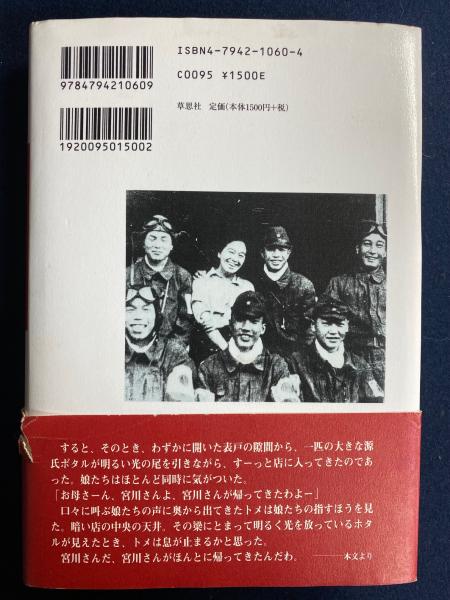 ISBN4-7942-1060-4
C0095 ¥1500E
9784794210609
草思社 定価(本体1500円+税)
1920095015002
すると、そのとき、わずかに開いた表戸の隙間から、一匹の大きな源
氏ボタルが明るい光の尾を引きながら、すーっと店に入ってきたのであ
った。娘たちはほとんど同時に気がついた。
「お母さーん、宮川さんよ、宮川さんが帰ってきたわよー」
口々に叫ぶ娘たちの声に奥から出てきたトメは娘たちの指すほうを見
た。暗い店の中央の天井。その梁にとまって明るく光を放っているホタ
ルが見えたとき、トメは息が止まるかと思った。
宮川さんだ、宮川さんがほんとに帰ってきたんだわ。 ――本文より